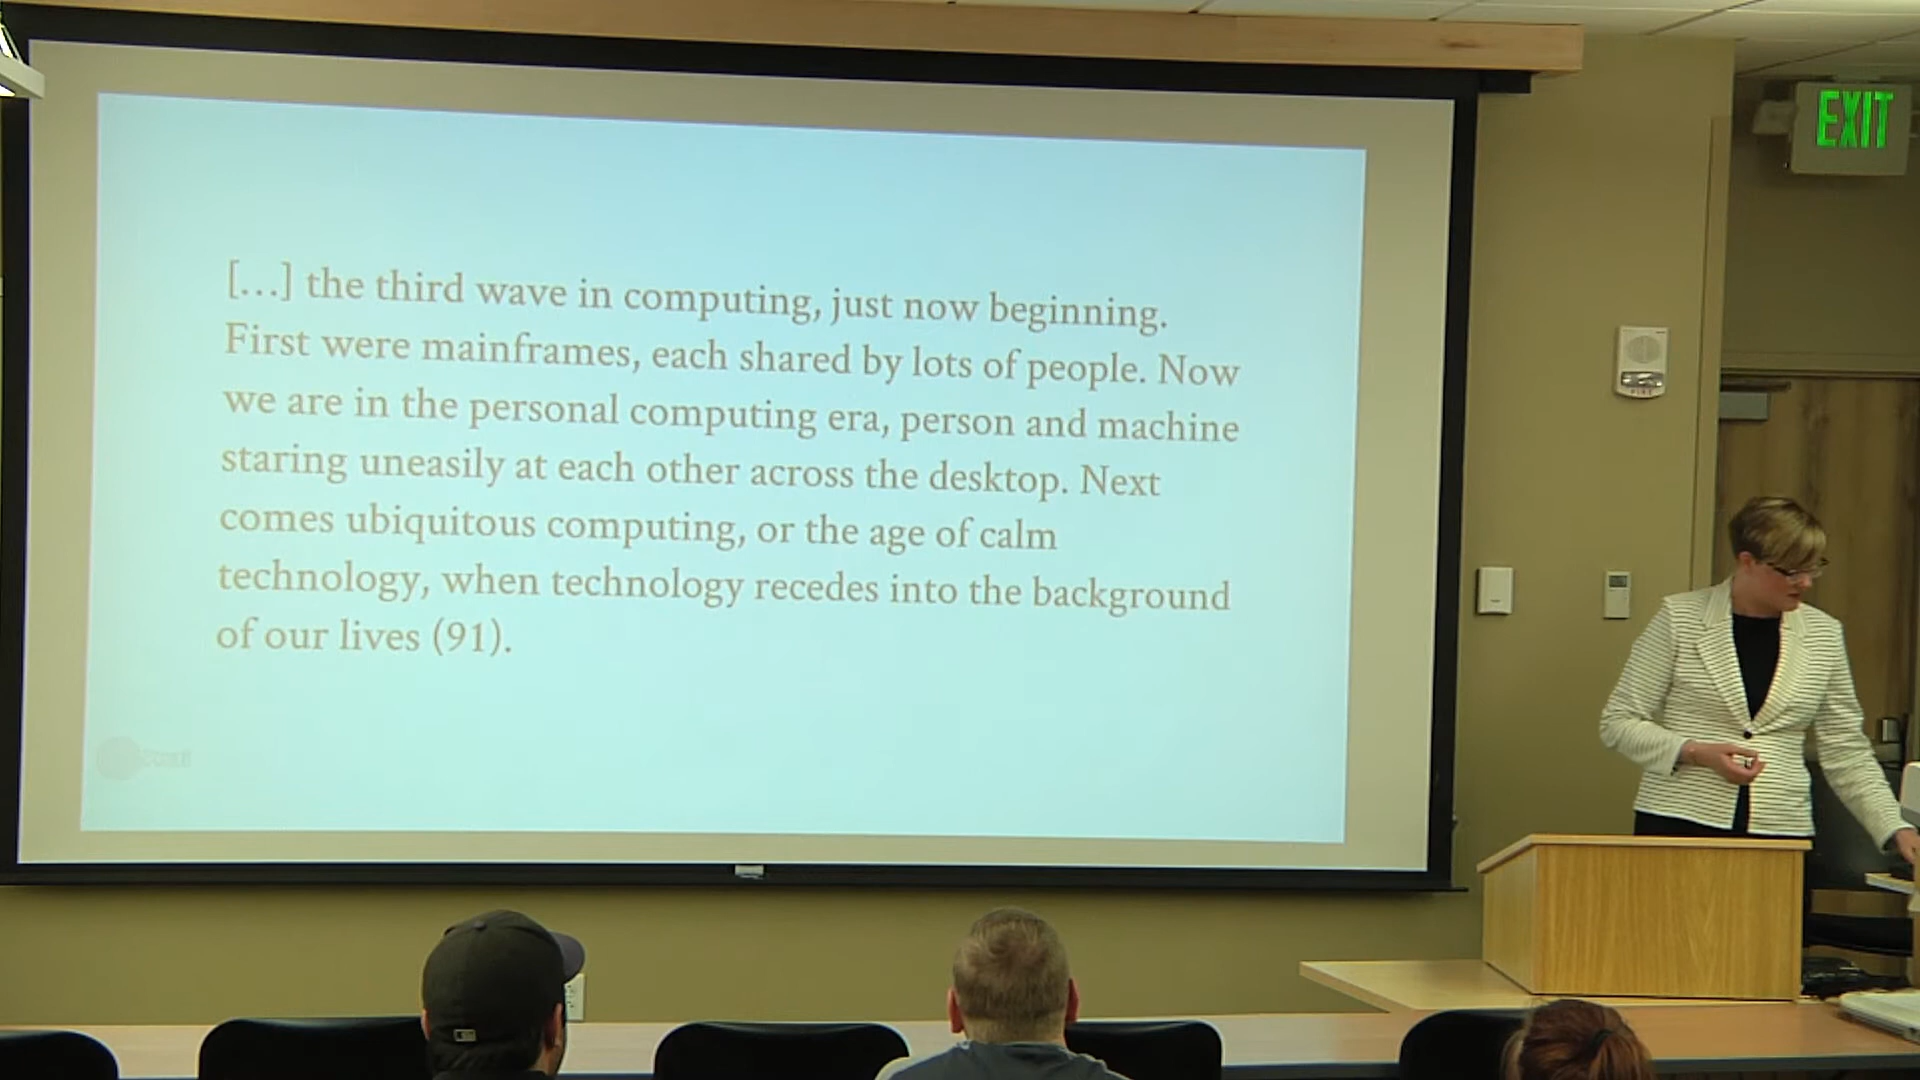 […] the third wave in computing, just now beginning.
First were mainframes, each shared by lots of people. Now
we are in the personal computing era, person and machine
staring uneasily at each other across the desktop. Next
comes ubiquitous computing, or the age of calm
technology, when technology recedes into the background
of our lives (91).
EXIT